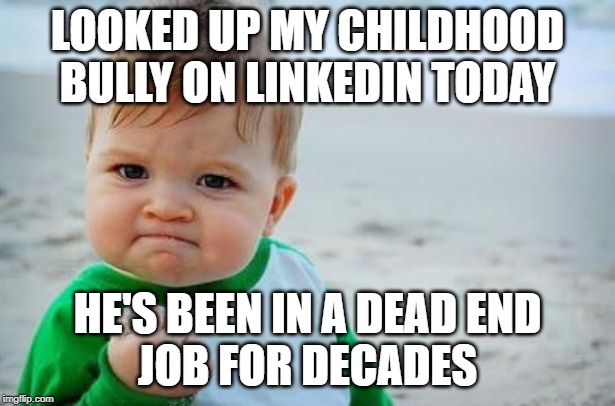 LOOKED UP MY CHILDHOOD
BULLY ON LINKEDIN TODAY
HE'S BEEN IN A DEAD END
JOB FOR DECADES
imgflip.com